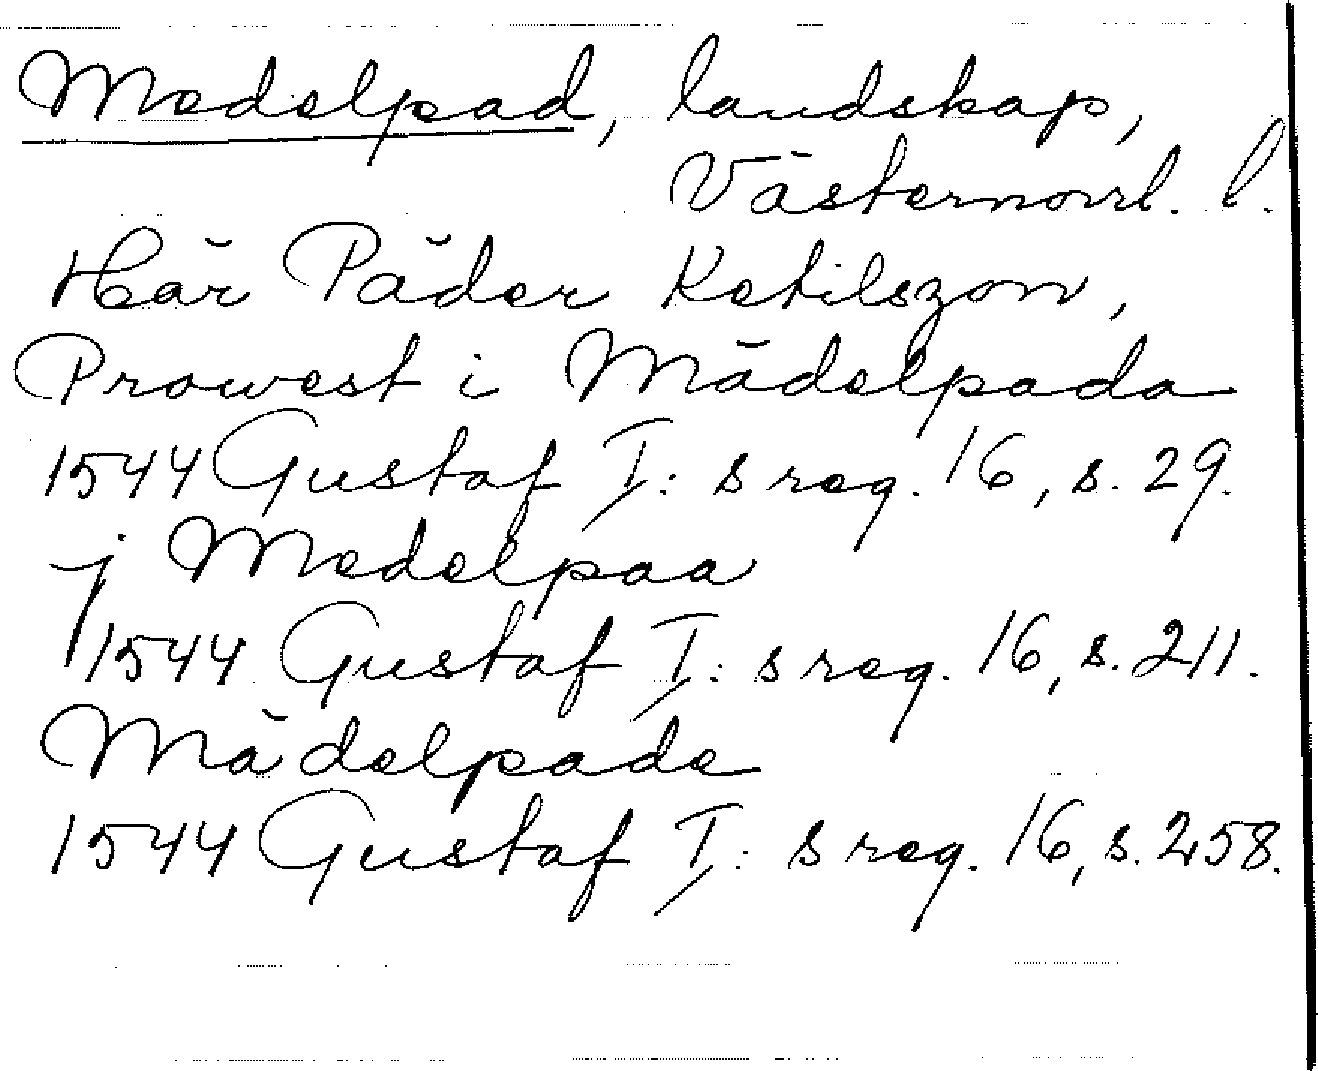 Medelpad, landskap,
Västernorrl. l.
Här Päder Ketilszon,
Prowest i Mädelpada
1544 Gustaf I: s reg. 16, s. 29.
j Medelpaa
1544 Gustaf I: s reg. 16, s. 211.
Mädelpade
1544 Gustaf I: s reg. 16, s. 258.